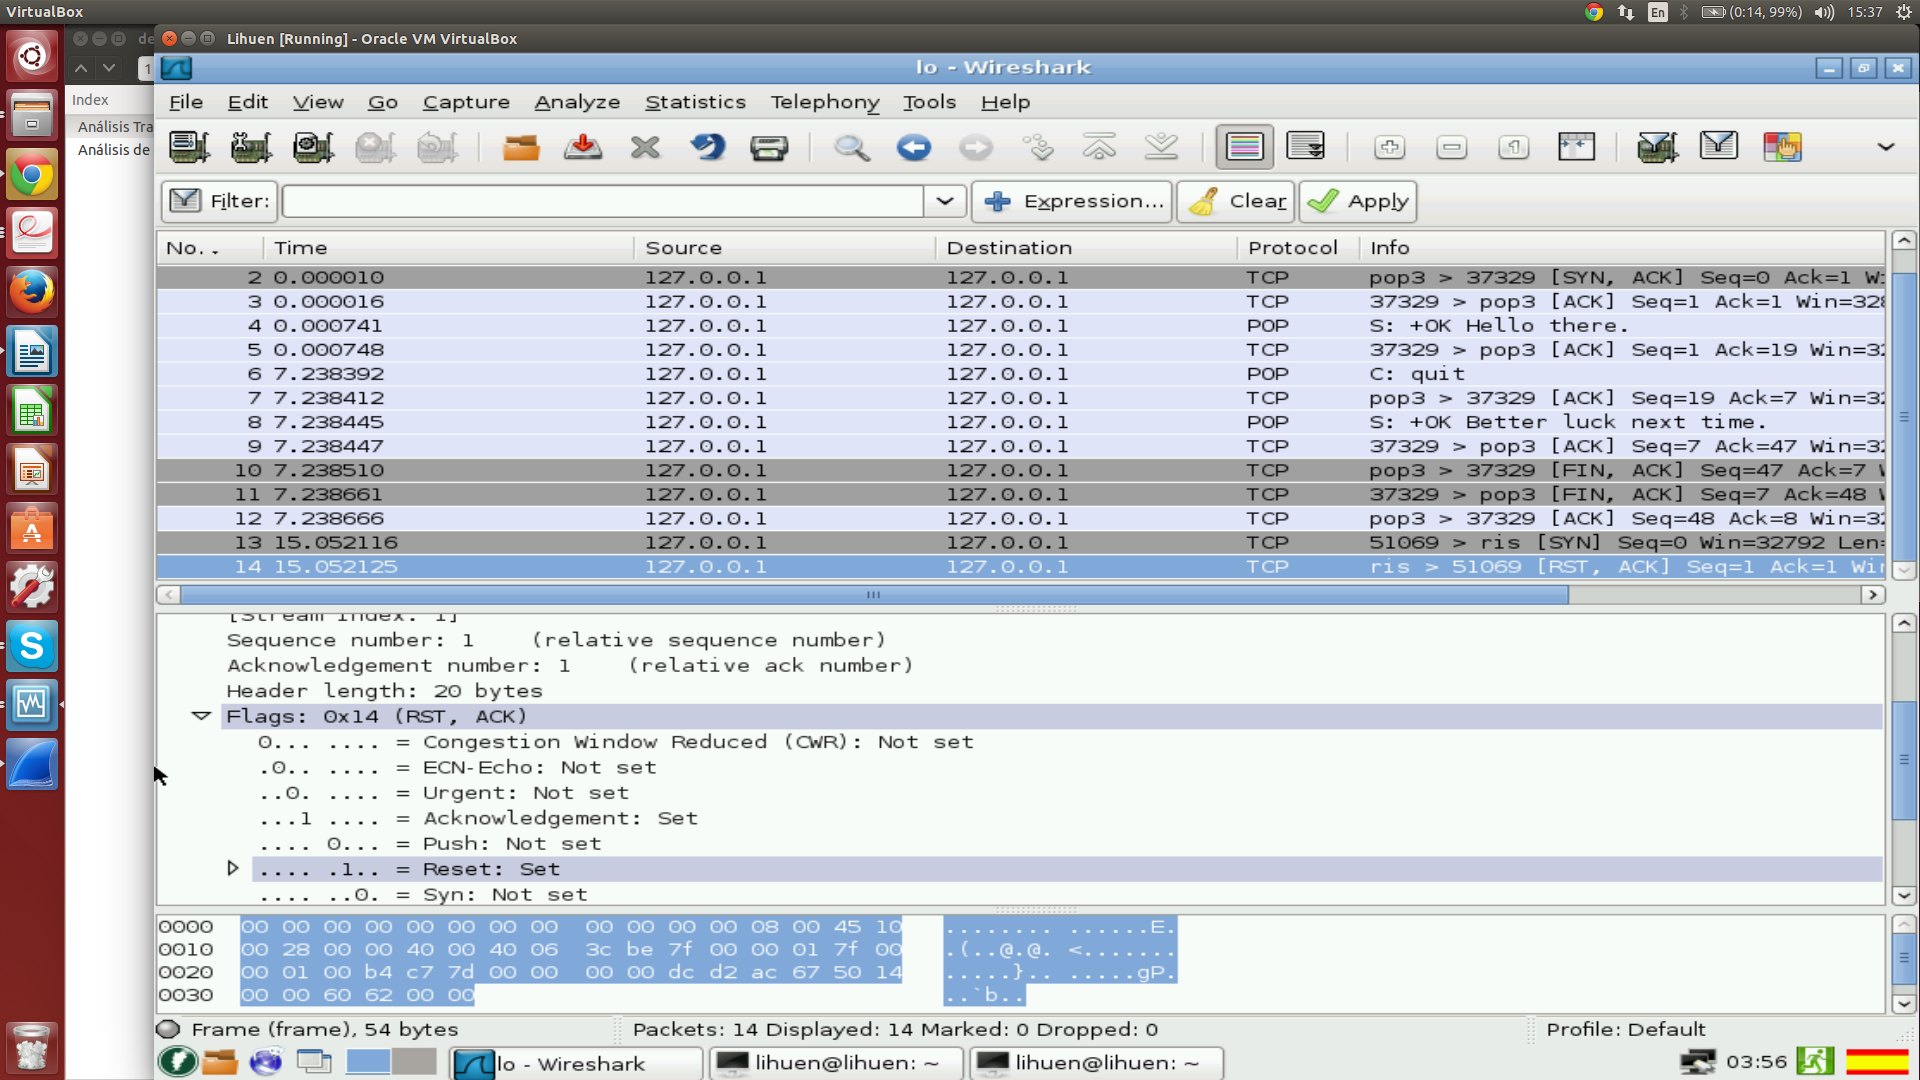 VirtualBox
En
(0:14, 99%)
15:37
Lihuen [Running] - Oracle VM VirtualBox
de
1
Index
Análisis Tra
Análisis de
lo - Wireshark
File Edit View Go Capture Analyze Statistics Telephony Tools Help
Filter: Expression... Clear Apply
No. Time Source Destination Protocol Info
2 0.000010 127.0.0.1 127.0.0.1 TCP pop3 > 37329 [SYN, ACK] Seq=0 Ack=1 Wi
3 0.000016 127.0.0.1 127.0.0.1 TCP 37329 > pop3 [ACK] Seq=1 Ack=1 Win=328
4 0.000741 127.0.0.1 127.0.0.1 POP S: +OK Hello there.
5 0.000748 127.0.0.1 127.0.0.1 TCP 37329 > pop3 [ACK] Seq=1 Ack=19 Win=32
6 7.238392 127.0.0.1 127.0.0.1 POP C: quit
7 7.238412 127.0.0.1 127.0.0.1 TCP pop3 > 37329 [ACK] Seq=19 Ack=7 Win=32
8 7.238445 127.0.0.1 127.0.0.1 POP S: +OK Better luck next time.
9 7.238447 127.0.0.1 127.0.0.1 TCP 37329 > pop3 [ACK] Seq=7 Ack=47 Win=32
10 7.238510 127.0.0.1 127.0.0.1 TCP pop3 > 37329 [FIN, ACK] Seq=47 Ack=7 W
11 7.238661 127.0.0.1 127.0.0.1 TCP 37329 > pop3 [FIN, ACK] Seq=7 Ack=48 W
12 7.238666 127.0.0.1 127.0.0.1 TCP pop3 > 37329 [ACK] Seq=48 Ack=8 Win=32
13 15.052116 127.0.0.1 127.0.0.1 TCP 51069 > ris [SYN] Seq=0 Win=32792 Len=
14 15.052125 127.0.0.1 127.0.0.1 TCP ris > 51069 [RST, ACK] Seq=1 Ack=1 Win
[Stream index: 1]
Sequence number: 1 (relative sequence number)
Acknowledgement number: 1 (relative ack number)
Header length: 20 bytes
Flags: 0x14 (RST, ACK)
0... .... = Congestion Window Reduced (CWR): Not set
.0.. .... = ECN-Echo: Not set
..0. .... = Urgent: Not set
...1 .... = Acknowledgement: Set
.... 0... = Push: Not set
.... .1.. = Reset: Set
.... ..0. = Syn: Not set
0000 00 00 00 00 00 00 00 00 00 00 00 00 08 00 45 10 ........ ......E.
0010 00 28 00 00 40 00 40 06 3c be 7f 00 00 01 7f 00 .(..@.@. <.......
0020 00 01 00 b4 c7 7d 00 00 00 00 dc d2 ac 67 50 14 .....}.. .....gP.
0030 00 00 60 62 00 00 ..`b..
Frame (frame), 54 bytes Packets: 14 Displayed: 14 Marked: 0 Dropped: 0 Profile: Default
lo - Wireshark lihuen@lihuen: ~ lihuen@lihuen: ~ 03:56